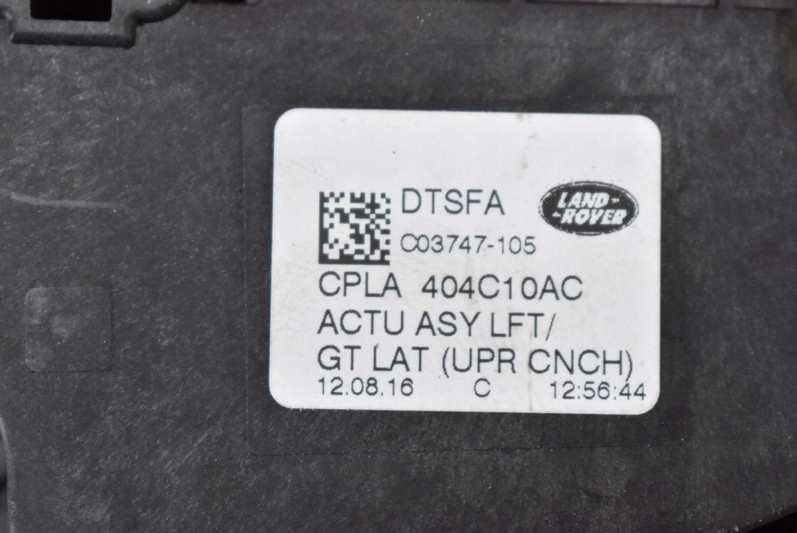 DTSFA
LAND-
-ROVER
C03747-105
CPLA 404C10AC
ACTU ASY LFT/
GT LAT (UPR CNCH)
12.08.16 C 12:56:44